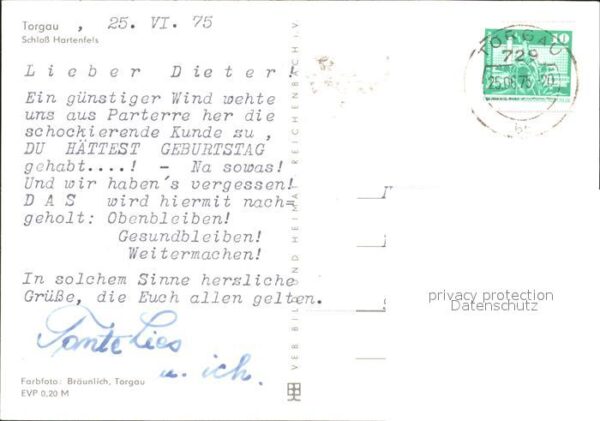 Torgau , 25. VI. 75
Schloß Hartenfels
Lieber Dieter!
Ein günstiger Wind wehte
uns aus Parterre her die
schockierende Kunde zu ,
DU HÄTTEST GEBURTSTAG
gehabt....! - Na sowas!
Und wir haben's vergessen!
DAS wird hiermit nach=
geholt: Obenbleiben!
Gesundbleiben!
Weitermachen!
In solchem Sinne herzliche
Grüße, die Euch allen gelten.
Tante Lies
u. ich.
Farbfoto: Bräunlich, Torgau
EVP 0,20 M
VEB BILD UND HEIMAT REICHENBACH i.V.
10
TORGAU
729
25.06.75-20
privacy protection
Datenschutz